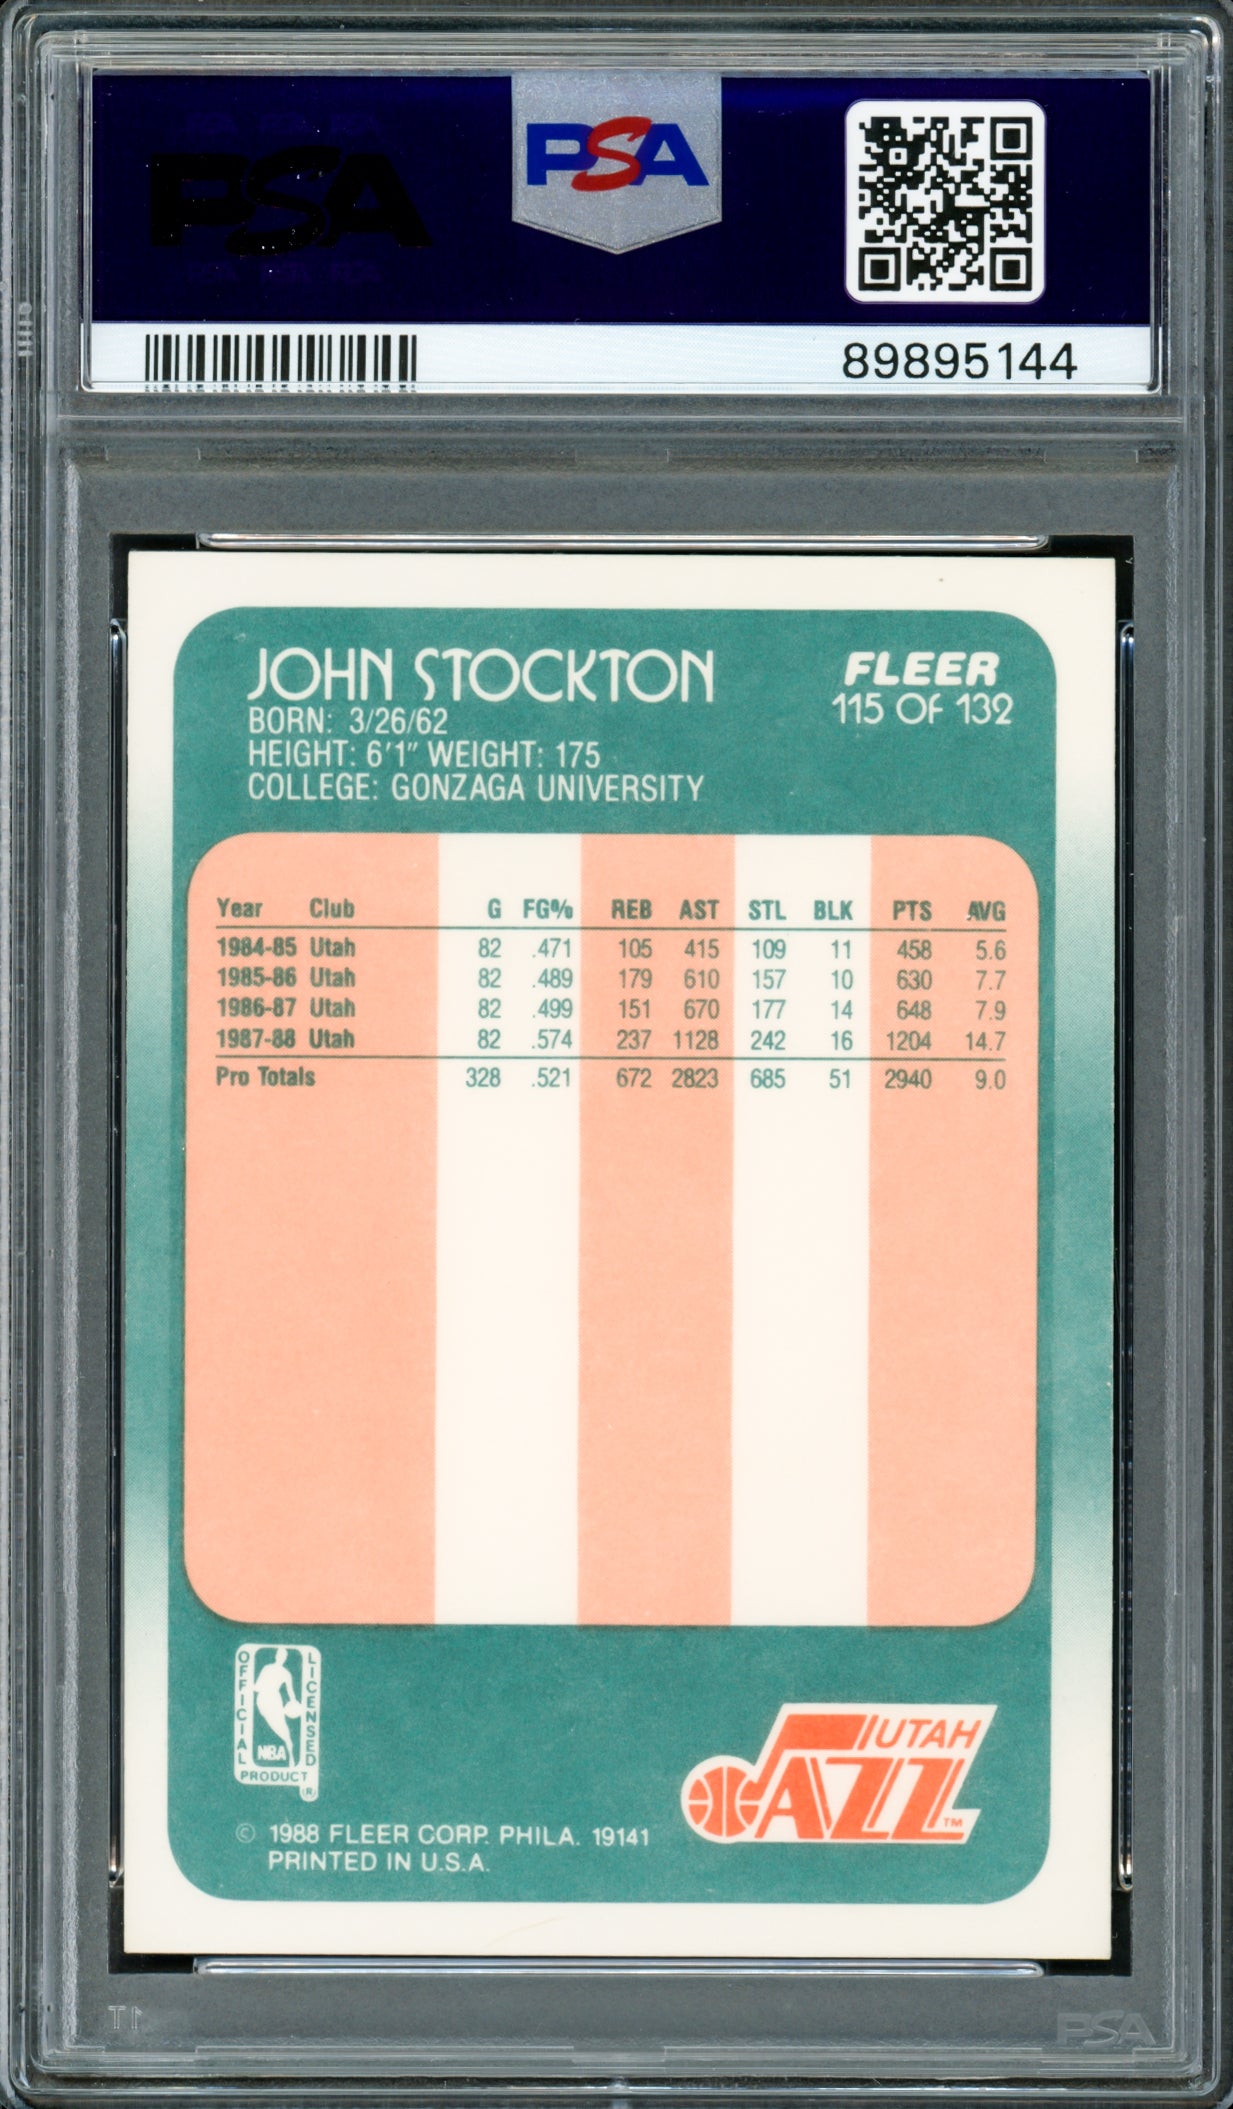 PSA
PSA
89895144
JOHN STOCKTON
BORN: 3/26/62
HEIGHT: 6'1" WEIGHT: 175
COLLEGE: GONZAGA UNIVERSITY
FLEER
115 OF 132
Year Club G FG% REB AST STL BLK PTS AVG
1984-85 Utah 82 .471 105 415 109 11 458 5.6
1985-86 Utah 82 .489 179 610 157 10 630 7.7
1986-87 Utah 82 .499 151 670 177 14 648 7.9
1987-88 Utah 82 .574 237 1128 242 16 1204 14.7
Pro Totals 328 .521 672 2823 685 51 2940 9.0
OFFICIAL LICENSED
NBA
PRODUCT ®
UTAH
JAZZ ™
© 1988 FLEER CORP. PHILA. 19141
PRINTED IN U.S.A.
PSA